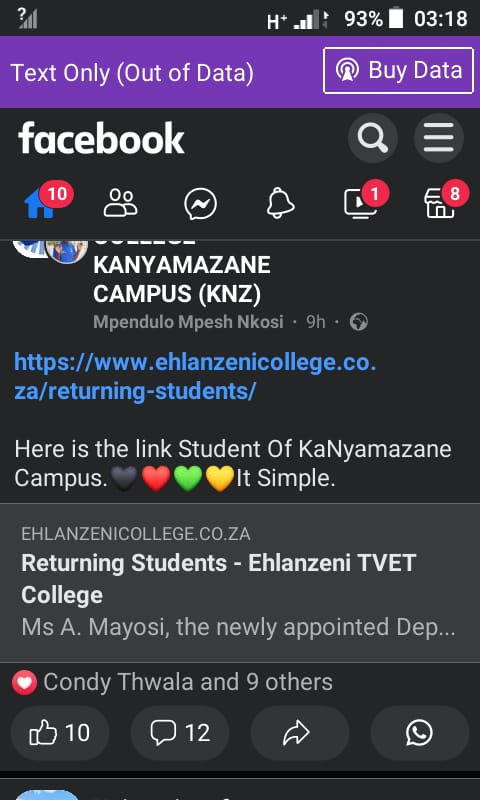 ? H+ 93% 03:18
Text Only (Out of Data) Buy Data
facebook
10 1 8
COLLEGE
KANYAMAZANE
CAMPUS (KNZ)
Mpendulo Mpesh Nkosi · 9h ·
https://www.ehlanzenicollege.co.
za/returning-students/
Here is the link Student Of KaNyamazane
Campus.🖤❤️💚💛It Simple.
EHLANZENICOLLEGE.CO.ZA
Returning Students - Ehlanzeni TVET
College
Ms A. Mayosi, the newly appointed Dep...
Condy Thwala and 9 others
10 12